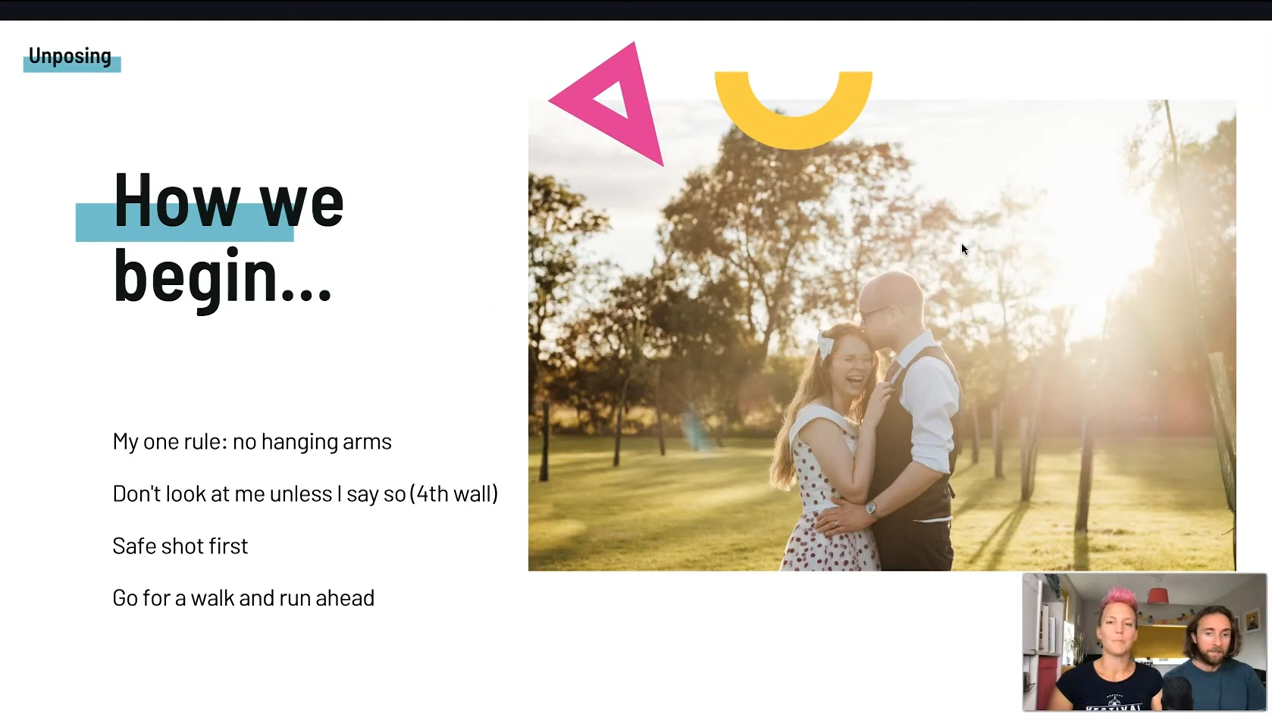 Unposing
How we
begin...
My one rule: no hanging arms
Don't look at me unless I say so (4th wall)
Safe shot first
Go for a walk and run ahead